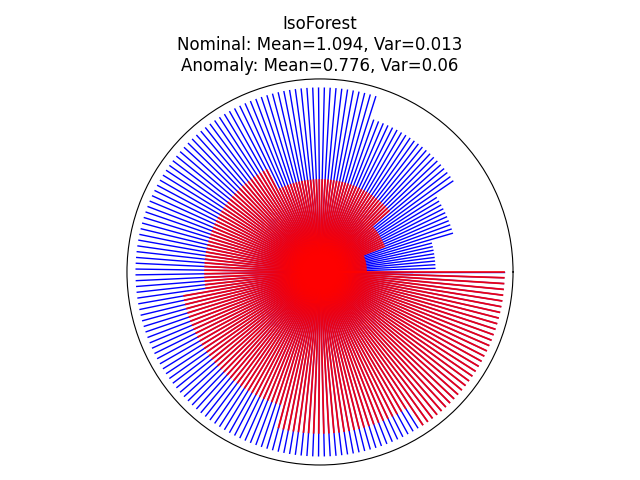 IsoForest
Nominal: Mean=1.094, Var=0.013
Anomaly: Mean=0.776, Var=0.06